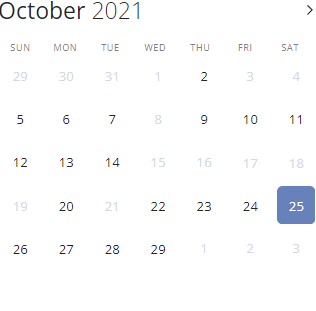 October 2021
SUN MON TUE WED THU FRI SAT
29 30 31 1 2 3 4
5 6 7 8 9 10 11
12 13 14 15 16 17 18
19 20 21 22 23 24 25
26 27 28 29 1 2 3